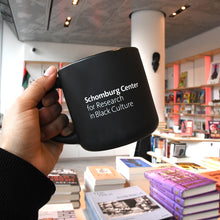 Schomburg Center
for Research
in Black Culture